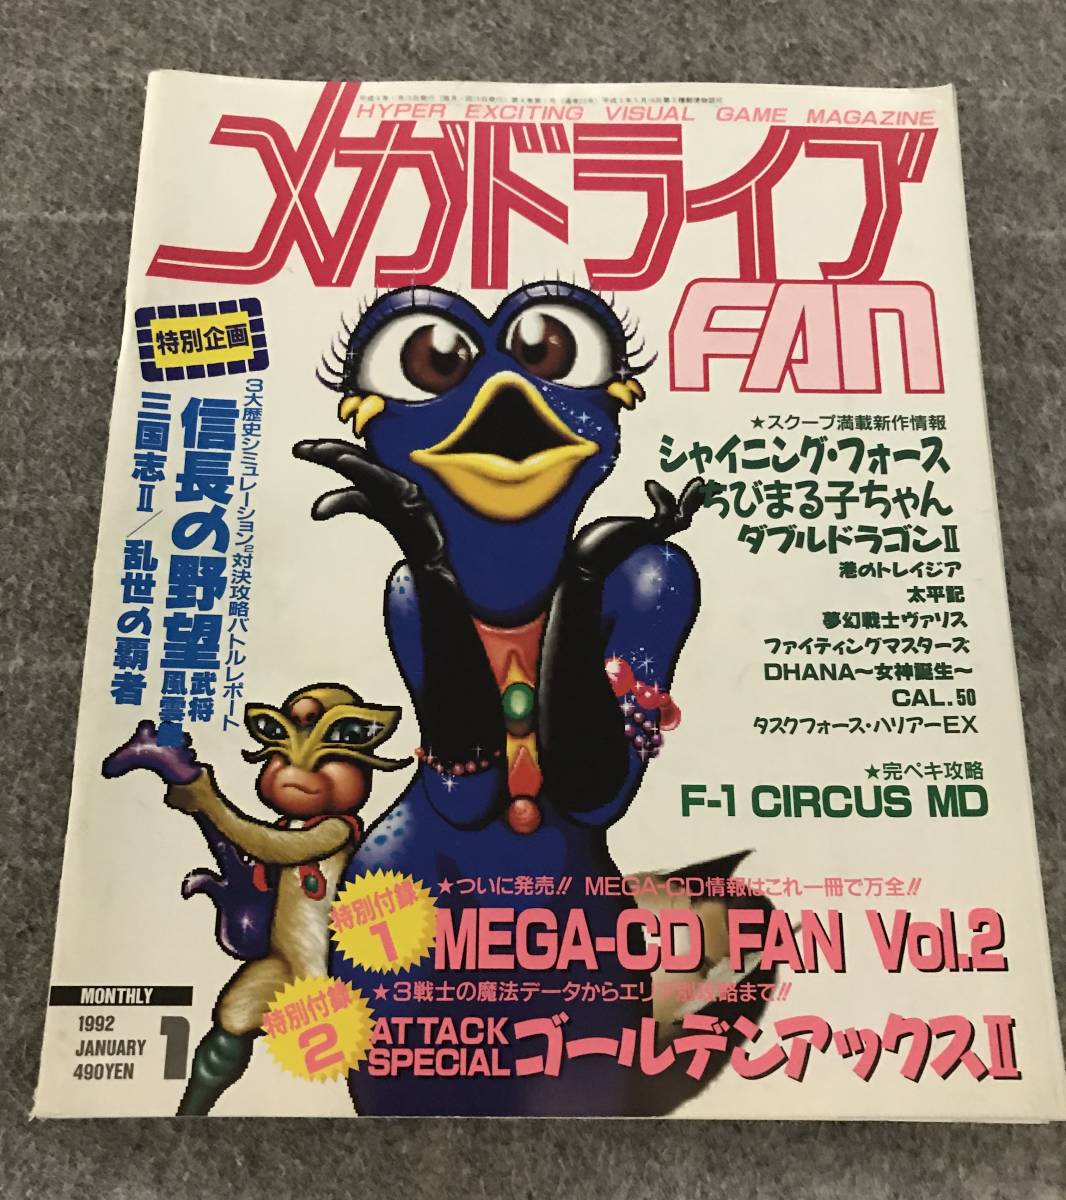 HYPER EXCITING VISUAL GAME MAGAZINE
メガドライブ
FAN
特別企画
3大歴史シミュレーション対決攻略バトルレポート
信長の野望
武将風雲
三国志II／乱世の覇者
★スクープ満載新作情報
シャイニング・フォース
ちびまる子ちゃん
ダブルドラゴンII
港のトレイジア
太平記
夢幻戦士ヴァリス
ファイティングマスターズ
DHANA〜女神誕生〜
CAL.50
タスクフォース・ハリアーEX
★完ペキ攻略
F-1 CIRCUS MD
特別付録
1
★ついに発売!! MEGA-CD情報はこれ一冊で万全!!
MEGA-CD FAN Vol.2
特別付録
2
★3戦士の魔法データからエリア別攻略まで!!
ATTACK
SPECIAL
ゴールデンアックスII
MONTHLY
1992
JANUARY
490YEN
1